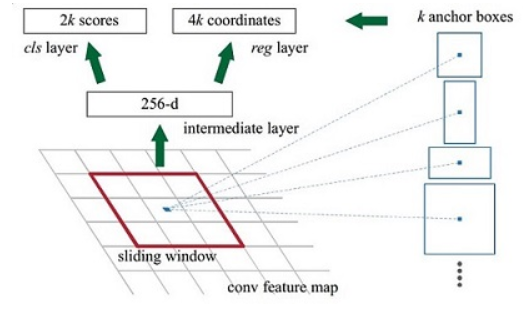 2k scores
4k coordinates
k anchor boxes
cls layer
reg layer
256-d
intermediate layer
sliding window
conv feature map